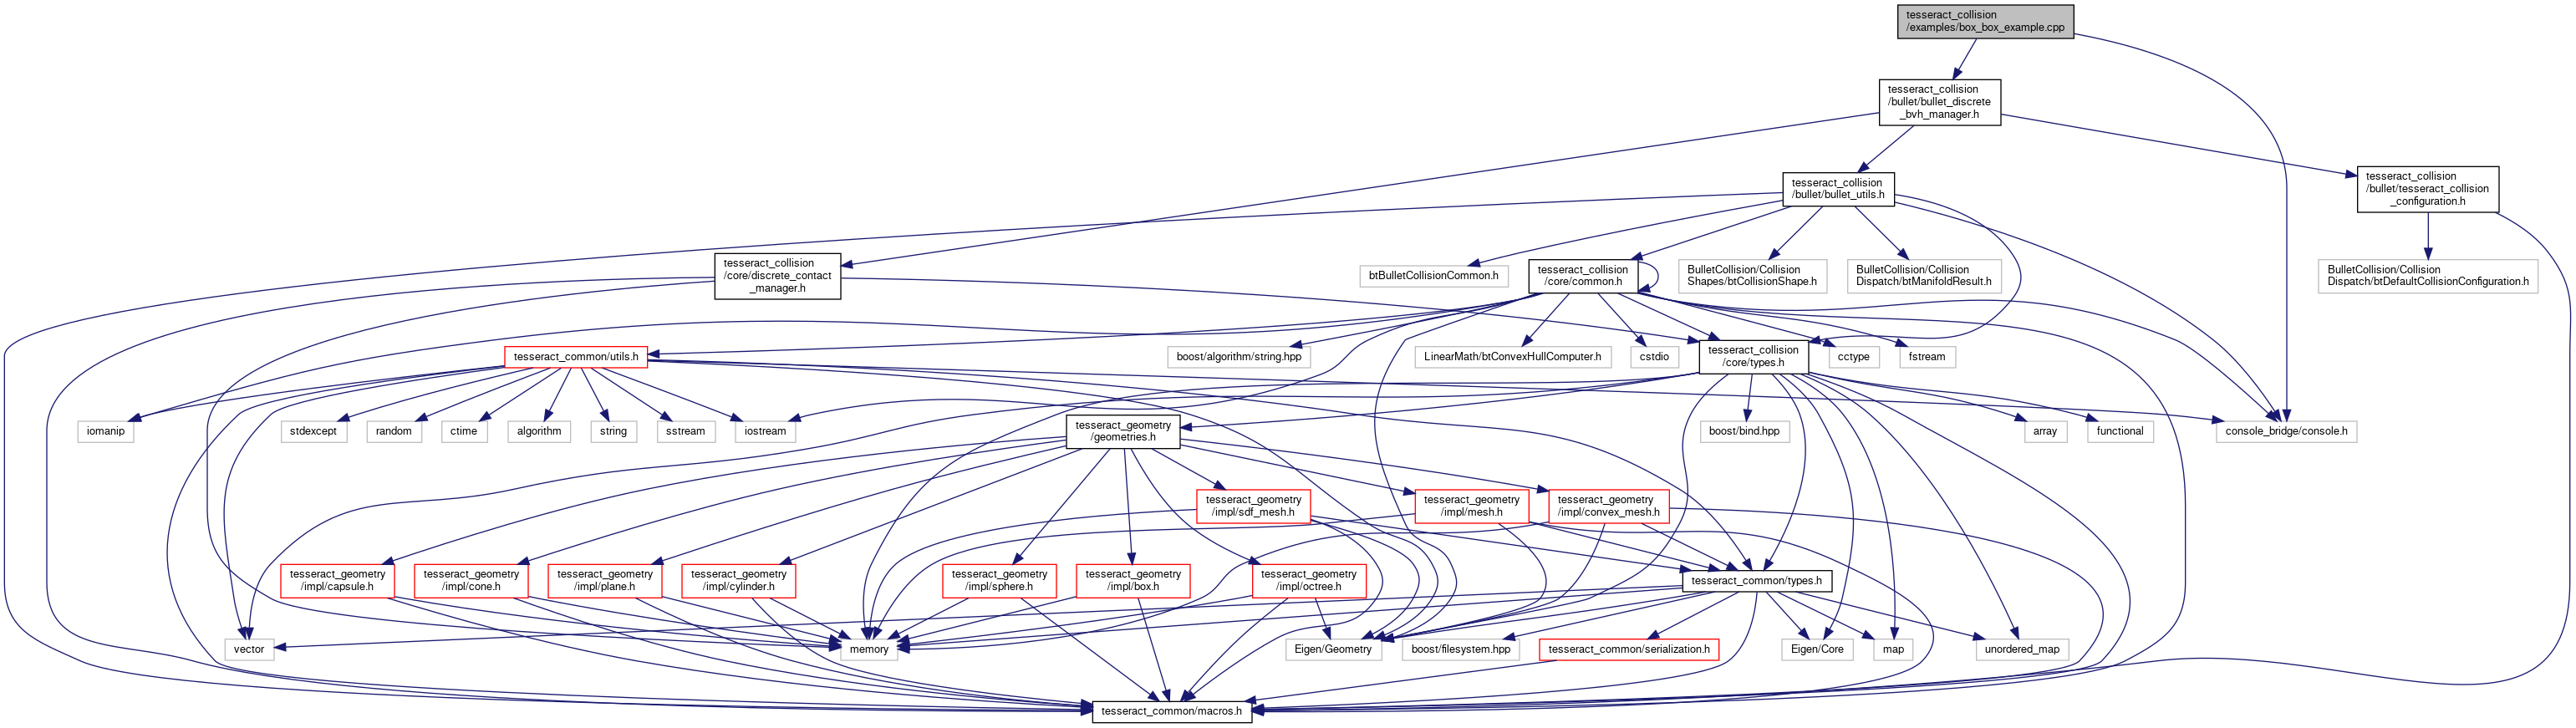 tesseract_collision
/examples/box_box_example.cpp
tesseract_collision
/bullet/bullet_discrete
_bvh_manager.h
tesseract_collision
/bullet/bullet_utils.h
tesseract_collision
/bullet/tesseract_collision
_configuration.h
tesseract_collision
/core/discrete_contact
_manager.h
btBulletCollisionCommon.h
tesseract_collision
/core/common.h
BulletCollision/Collision
Shapes/btCollisionShape.h
BulletCollision/Collision
Dispatch/btManifoldResult.h
BulletCollision/Collision
Dispatch/btDefaultCollisionConfiguration.h
tesseract_common/utils.h
boost/algorithm/string.hpp
LinearMath/btConvexHullComputer.h
cstdio
tesseract_collision
/core/types.h
cctype
fstream
iomanip
stdexcept
random
ctime
algorithm
string
sstream
iostream
tesseract_geometry
/geometries.h
boost/bind.hpp
array
functional
console_bridge/console.h
tesseract_geometry
/impl/sdf_mesh.h
tesseract_geometry
/impl/mesh.h
tesseract_geometry
/impl/convex_mesh.h
tesseract_geometry
/impl/capsule.h
tesseract_geometry
/impl/cone.h
tesseract_geometry
/impl/plane.h
tesseract_geometry
/impl/cylinder.h
tesseract_geometry
/impl/sphere.h
tesseract_geometry
/impl/box.h
tesseract_geometry
/impl/octree.h
tesseract_common/types.h
vector
memory
Eigen/Geometry
boost/filesystem.hpp
tesseract_common/serialization.h
Eigen/Core
map
unordered_map
tesseract_common/macros.h